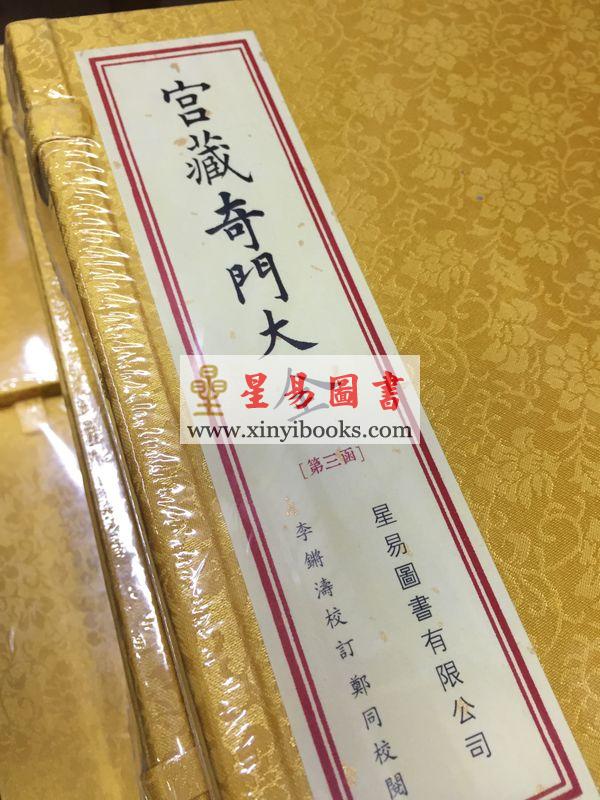 宮藏奇門大全
[第三函]
李鏘濤校訂 鄭同校閱
星易圖書有限公司
星易圖書
www.xinyibooks.com